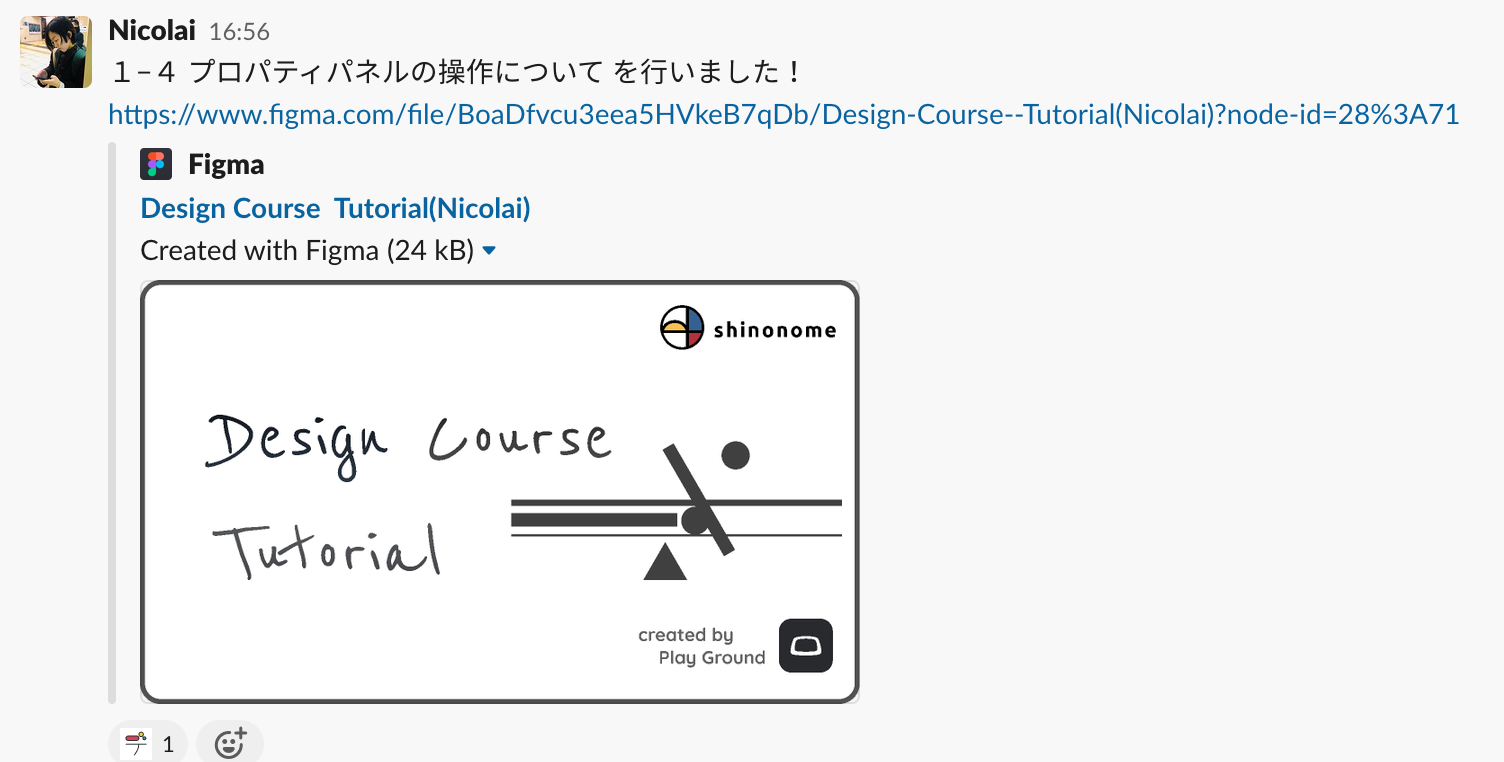 Nicolai 16:56
１−４ プロパティパネルの操作について を行いました！
https://www.figma.com/file/BoaDfvcu3eea5HVkeB7qDb/Design-Course--Tutorial(Nicolai)?node-id=28%3A71
Figma
Design Course  Tutorial(Nicolai)
Created with Figma (24 kB)
shinonome
Design Course
Tutorial
created by
Play Ground
デ 1